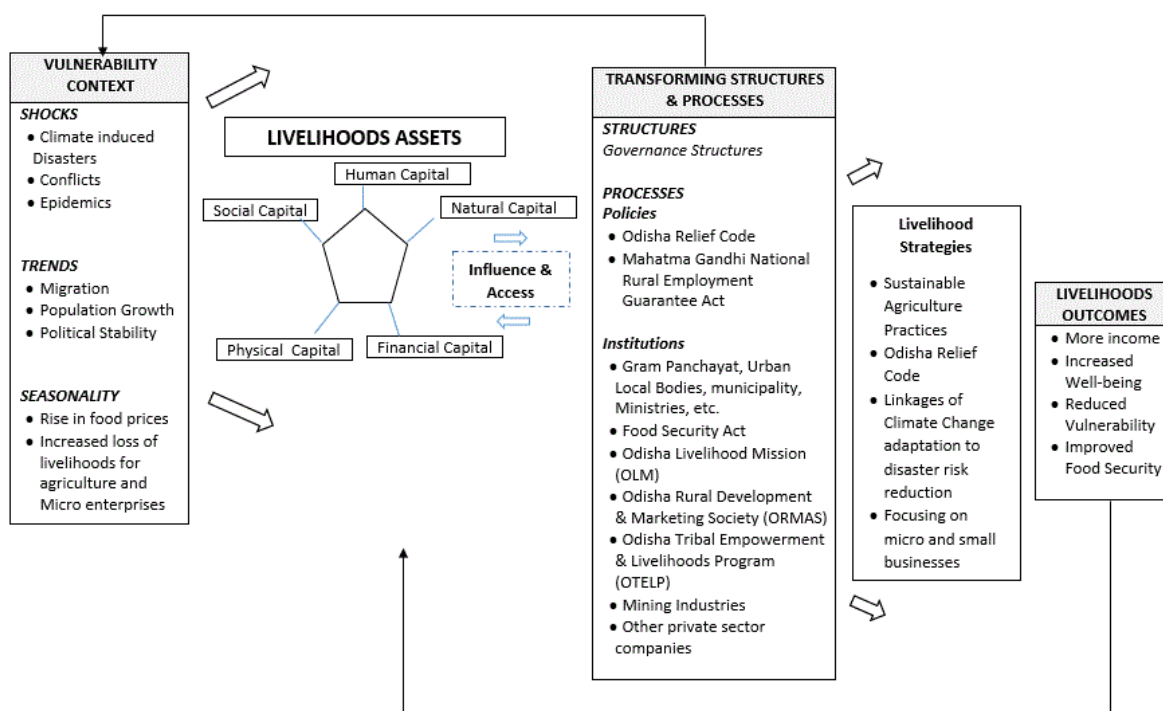 VULNERABILITY
CONTEXT
SHOCKS
• Climate induced
Disasters
• Conflicts
• Epidemics
TRENDS
• Migration
• Population Growth
• Political Stability
SEASONALITY
• Rise in food prices
• Increased loss of
livelihoods for
agriculture and
Micro enterprises
LIVELIHOODS ASSETS
Human Capital
Social Capital
Natural Capital
Physical Capital
Financial Capital
Influence &
Access
TRANSFORMING STRUCTURES
& PROCESSES
STRUCTURES
Governance Structures
PROCESSES
Policies
• Odisha Relief Code
• Mahatma Gandhi National
Rural Employment
Guarantee Act
Institutions
• Gram Panchayat, Urban
Local Bodies, municipality,
Ministries, etc.
• Food Security Act
• Odisha Livelihood Mission
(OLM)
• Odisha Rural Development
& Marketing Society (ORMAS)
• Odisha Tribal Empowerment
& Livelihoods Program
(OTELP)
• Mining Industries
• Other private sector
companies
Livelihood
Strategies
• Sustainable
Agriculture
Practices
• Odisha Relief
Code
• Linkages of
Climate Change
adaptation to
disaster risk
reduction
• Focusing on
micro and small
businesses
LIVELIHOODS
OUTCOMES
• More income
• Increased
Well-being
• Reduced
Vulnerability
• Improved
Food Security